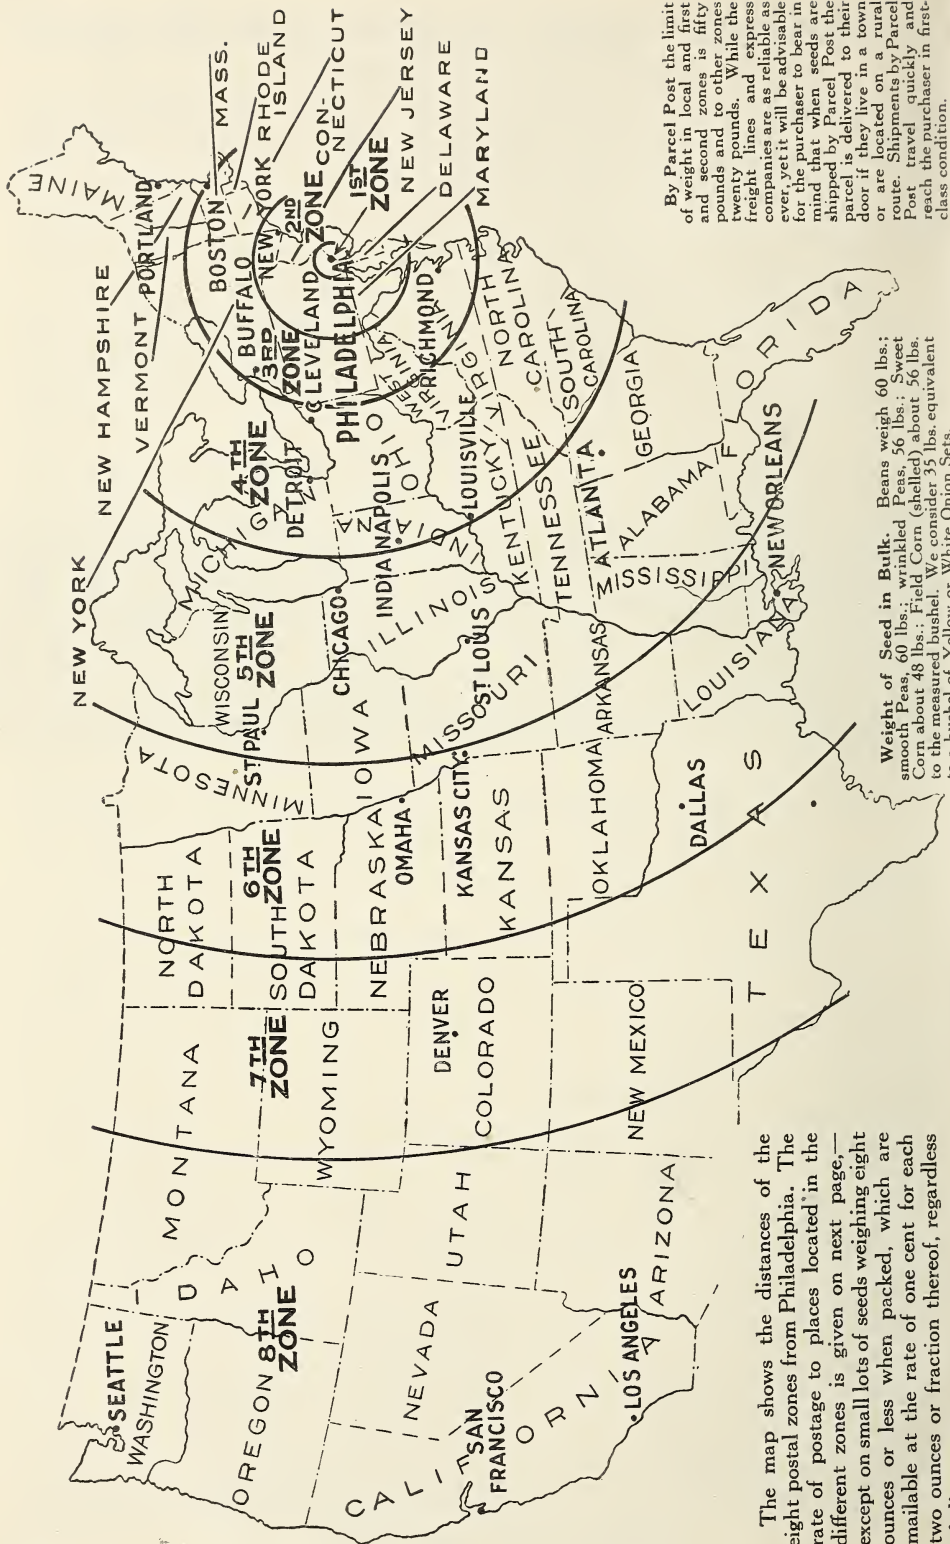 SEATTLE
WASHINGTON
OREGON
8TH
ZONE
IDAHO
MONTANA
CALIFORNIA
SAN
FRANCISCO
LOS ANGELES
NEVADA
UTAH
ARIZONA
WYOMING
7TH
ZONE
DENVER
COLORADO
NEW MEXICO
NORTH
DAKOTA
SOUTH
DAKOTA
6TH
ZONE
NEBRASKA
OMAHA
KANSAS CITY
KANSAS
OKLAHOMA
DALLAS
TEXAS
MINNESOTA
ST PAUL
WISCONSIN
5TH
ZONE
IOWA
MISSOURI
ST LOUIS
ARKANSAS
LOUISIANA
NEW ORLEANS
CHICAGO
ILLINOIS
MICHIGAN
4TH
ZONE
DETROIT
INDIANAPOLIS
INDIANA
OHIO
LOUISVILLE
KENTUCKY
TENNESSEE
MISSISSIPPI
ALABAMA
ATLANTA
GEORGIA
FLORIDA
SOUTH
CAROLINA
NORTH
CAROLINA
VIRGINIA
WEST
VIRGINIA
RICHMOND
CLEVELAND
3RD
ZONE
BUFFALO
PHILADELPHIA
2ND
ZONE
1ST
ZONE
NEW YORK
BOSTON
PORTLAND
MAINE
NEW YORK
VERMONT
NEW HAMPSHIRE
MASS.
RHODE
ISLAND
CON-
NECTICUT
NEW JERSEY
DELAWARE
MARYLAND
The map shows the distances of the
eight postal zones from Philadelphia. The
rate of postage to places located in the
different zones is given on next page,—
except on small lots of seeds weighing eight
ounces or less when packed, which are
mailable at the rate of one cent for each
two ounces or fraction thereof, regardless
Weight of Seed in Bulk. Beans weigh 60 lbs.;
smooth Peas, 60 lbs.; wrinkled Peas, 56 lbs.; Sweet
Corn about 48 lbs.; Field Corn (shelled) about 56 lbs.
to the measured bushel. We consider 35 lbs. equivalent
to a bushel of Yellow or White Onion Sets.
By Parcel Post the limit
of weight in local and first
and second zones is fifty
pounds and to other zones
twenty pounds. While the
freight lines and express
companies are as reliable as
ever, yet it will be advisable
for the purchaser to bear in
mind that when seeds are
shipped by Parcel Post the
parcel is delivered to their
door if they live in a town
or are located on a rural
route. Shipments by Parcel
Post travel quickly and
reach the purchaser in first-
class condition.